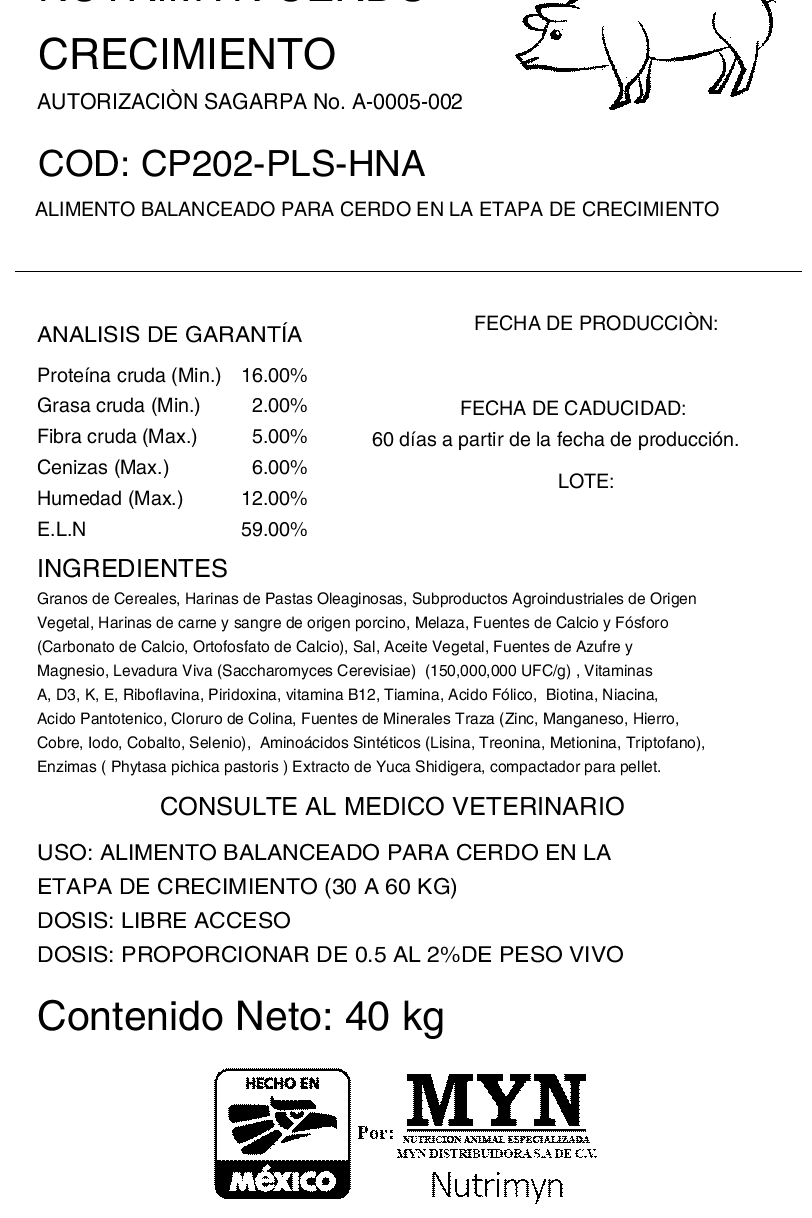 NUTRIMYN CERDO
CRECIMIENTO
AUTORIZACIÒN SAGARPA No. A-0005-002
COD: CP202-PLS-HNA
ALIMENTO BALANCEADO PARA CERDO EN LA ETAPA DE CRECIMIENTO
ANALISIS DE GARANTÍA
Proteína cruda (Min.) 16.00%
Grasa cruda (Min.) 2.00%
Fibra cruda (Max.) 5.00%
Cenizas (Max.) 6.00%
Humedad (Max.) 12.00%
E.L.N 59.00%
FECHA DE PRODUCCIÒN:
FECHA DE CADUCIDAD:
60 días a partir de la fecha de producción.
LOTE:
INGREDIENTES
Granos de Cereales, Harinas de Pastas Oleaginosas, Subproductos Agroindustriales de Origen
Vegetal, Harinas de carne y sangre de origen porcino, Melaza, Fuentes de Calcio y Fósforo
(Carbonato de Calcio, Ortofosfato de Calcio), Sal, Aceite Vegetal, Fuentes de Azufre y
Magnesio, Levadura Viva (Saccharomyces Cerevisiae)  (150,000,000 UFC/g) , Vitaminas
A, D3, K, E, Riboflavina, Piridoxina, vitamina B12, Tiamina, Acido Fólico,  Biotina, Niacina,
Acido Pantotenico, Cloruro de Colina, Fuentes de Minerales Traza (Zinc, Manganeso, Hierro,
Cobre, Iodo, Cobalto, Selenio),  Aminoácidos Sintéticos (Lisina, Treonina, Metionina, Triptofano),
Enzimas ( Phytasa pichica pastoris ) Extracto de Yuca Shidigera, compactador para pellet.
CONSULTE AL MEDICO VETERINARIO
USO: ALIMENTO BALANCEADO PARA CERDO EN LA
ETAPA DE CRECIMIENTO (30 A 60 KG)
DOSIS: LIBRE ACCESO
DOSIS: PROPORCIONAR DE 0.5 AL 2%DE PESO VIVO
Contenido Neto: 40 kg
HECHO EN
MéXICO
Por:
MYN
NUTRICION ANIMAL ESPECIALIZADA
MYN DISTRIBUIDORA S.A DE C.V.
Nutrimyn